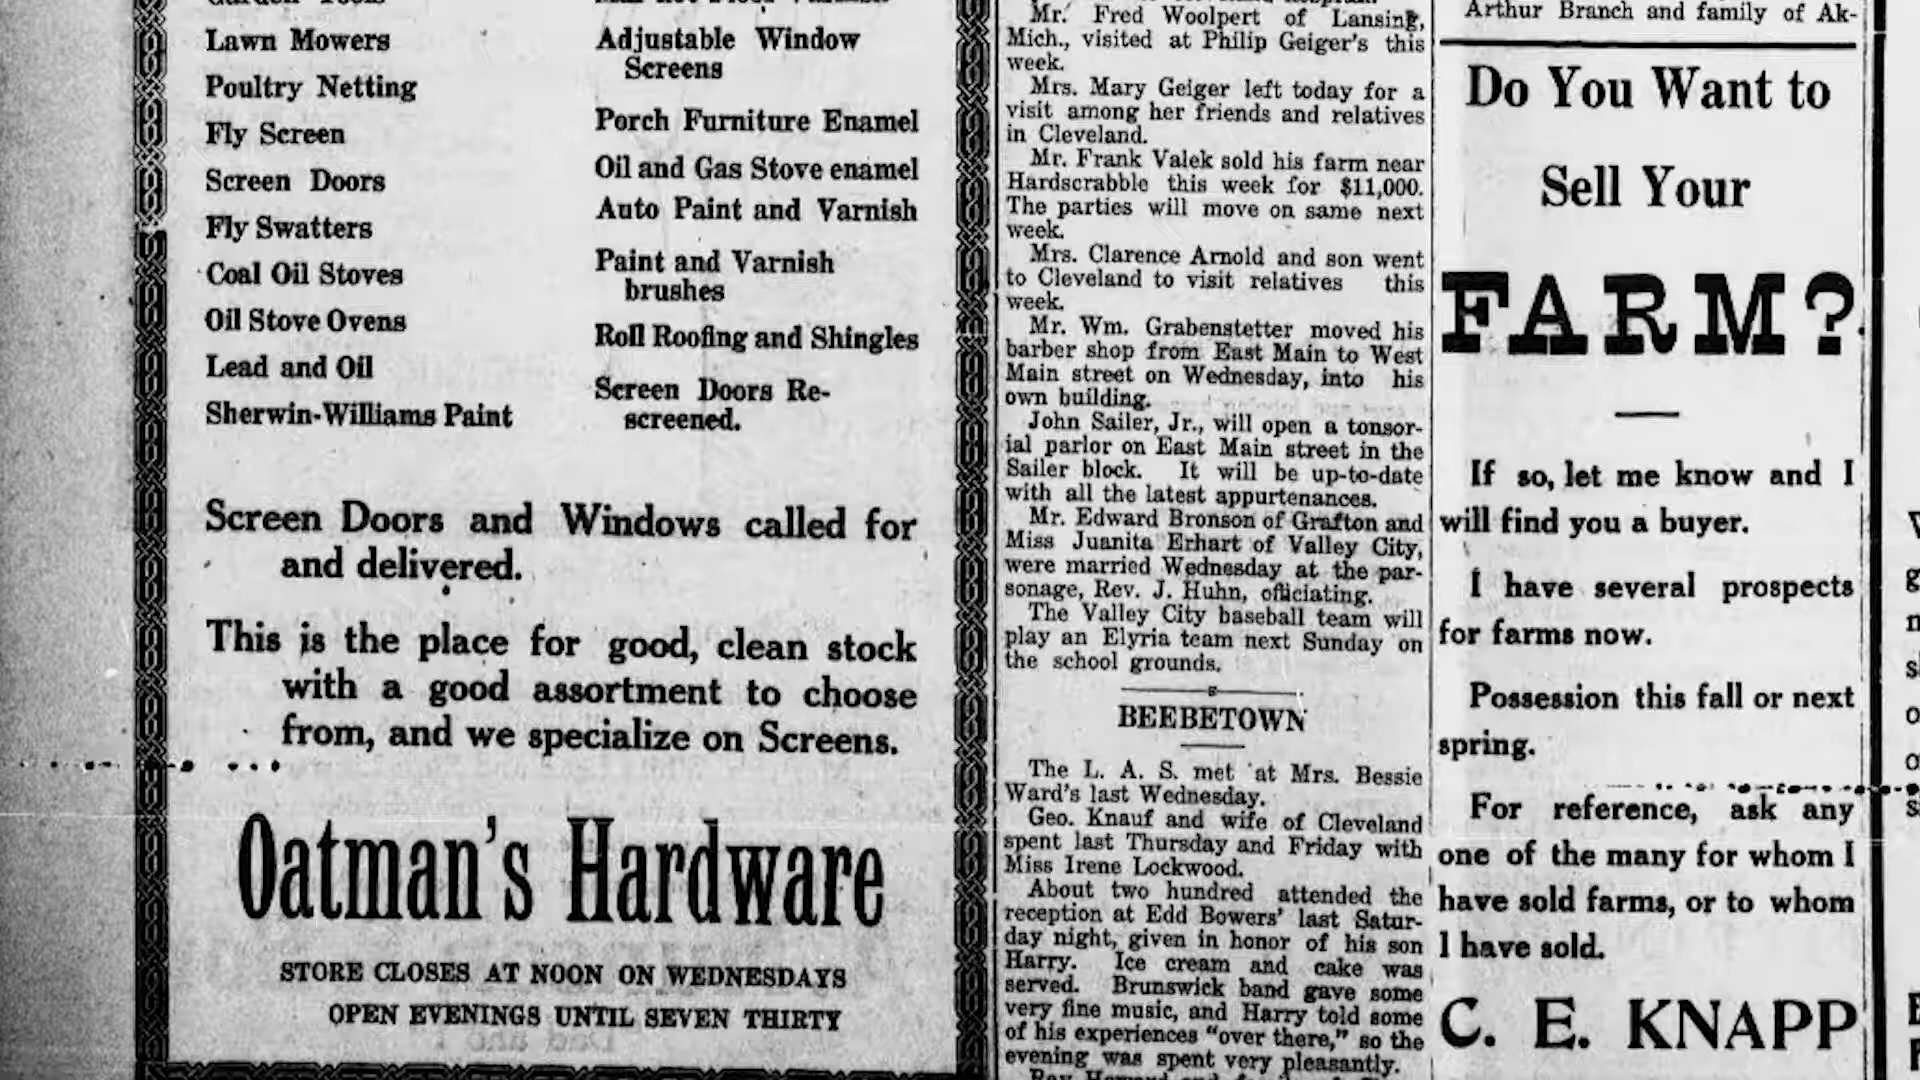 Lawn Mowers
Poultry Netting
Fly Screen
Screen Doors
Fly Swatters
Coal Oil Stoves
Oil Stove Ovens
Lead and Oil
Sherwin-Williams Paint
Adjustable Window
Screens
Porch Furniture Enamel
Oil and Gas Stove enamel
Auto Paint and Varnish
Paint and Varnish
brushes
Roll Roofing and Shingles
Screen Doors Re-
screened.
Screen Doors and Windows called for
and delivered.
This is the place for good, clean stock
with a good assortment to choose
from, and we specialize on Screens.
Oatman's Hardware
STORE CLOSES AT NOON ON WEDNESDAYS
OPEN EVENINGS UNTIL SEVEN THIRTY
Mr. Fred Woolpert of Lansing,
Mich., visited at Philip Geiger's this
week.
Mrs. Mary Geiger left today for a
visit among her friends and relatives
in Cleveland.
Mr. Frank Valek sold his farm near
Hardscrabble this week for $11,000.
The parties will move on same next
week.
Mrs. Clarence Arnold and son went
to Cleveland to visit relatives this
week.
Mr. Wm. Grabenstetter moved his
barber shop from East Main to West
Main street on Wednesday, into his
own building.
John Sailer, Jr., will open a tonsor-
ial parlor on East Main street in the
Sailer block. It will be up-to-date
with all the latest appurtenances.
Mr. Edward Bronson of Grafton and
Miss Juanita Erhart of Valley City,
were married Wednesday at the par-
sonage, Rev. J. Huhn, officiating.
The Valley City baseball team will
play an Elyria team next Sunday on
the school grounds.
BEEBETOWN
The L. A. S. met at Mrs. Bessie
Ward's last Wednesday.
Geo. Knauf and wife of Cleveland
spent last Thursday and Friday with
Miss Irene Lockwood.
About two hundred attended the
reception at Edd Bowers' last Satur-
day night, given in honor of his son
Harry. Ice cream and cake was
served. Brunswick band gave some
very fine music, and Harry told some
of his experiences "over there," so the
evening was spent very pleasantly.
Arthur Branch and family of Ak-
Do You Want to
Sell Your
FARM?
If so, let me know and I
will find you a buyer.
I have several prospects
for farms now.
Possession this fall or next
spring.
For reference, ask any
one of the many for whom I
have sold farms, or to whom
I have sold.
C. E. KNAPP